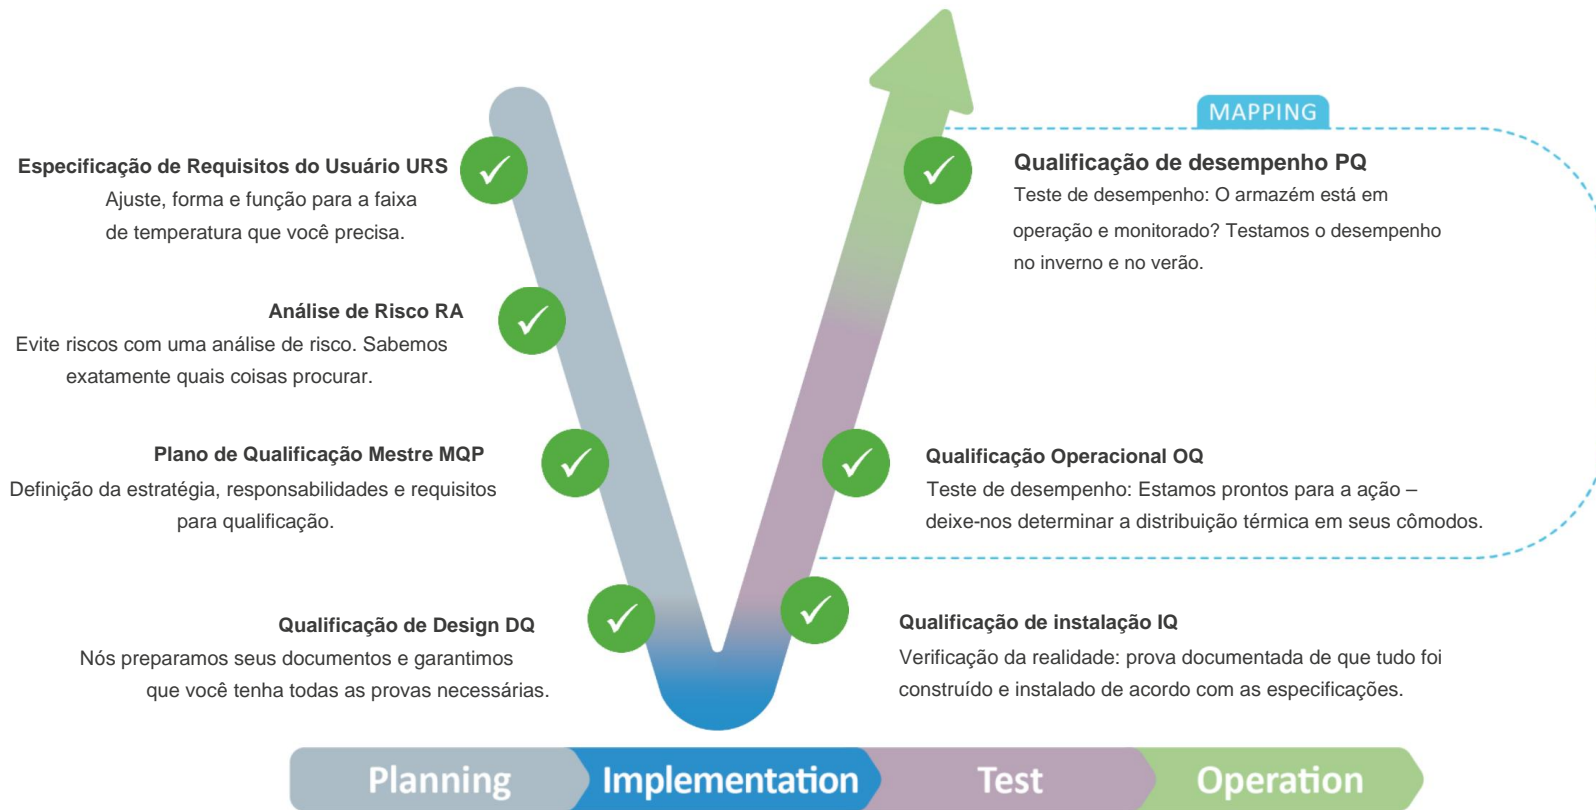 Especificação de Requisitos do Usuário URS
Ajuste, forma e função para a faixa
de temperatura que você precisa.
Análise de Risco RA
Evite riscos com uma análise de risco. Sabemos
exatamente quais coisas procurar.
Plano de Qualificação Mestre MQP
Definição da estratégia, responsabilidades e requisitos
para qualificação.
Qualificação de Design DQ
Nós preparamos seus documentos e garantimos
que você tenha todas as provas necessárias.
MAPPING
Qualificação de desempenho PQ
Teste de desempenho: O armazém está em
operação e monitorado? Testamos o desempenho
no inverno e no verão.
Qualificação Operacional OQ
Teste de desempenho: Estamos prontos para a ação –
deixe-nos determinar a distribuição térmica em seus cômodos.
Qualificação de instalação IQ
Verificação da realidade: prova documentada de que tudo foi
construído e instalado de acordo com as especificações.
Planning
Implementation
Test
Operation